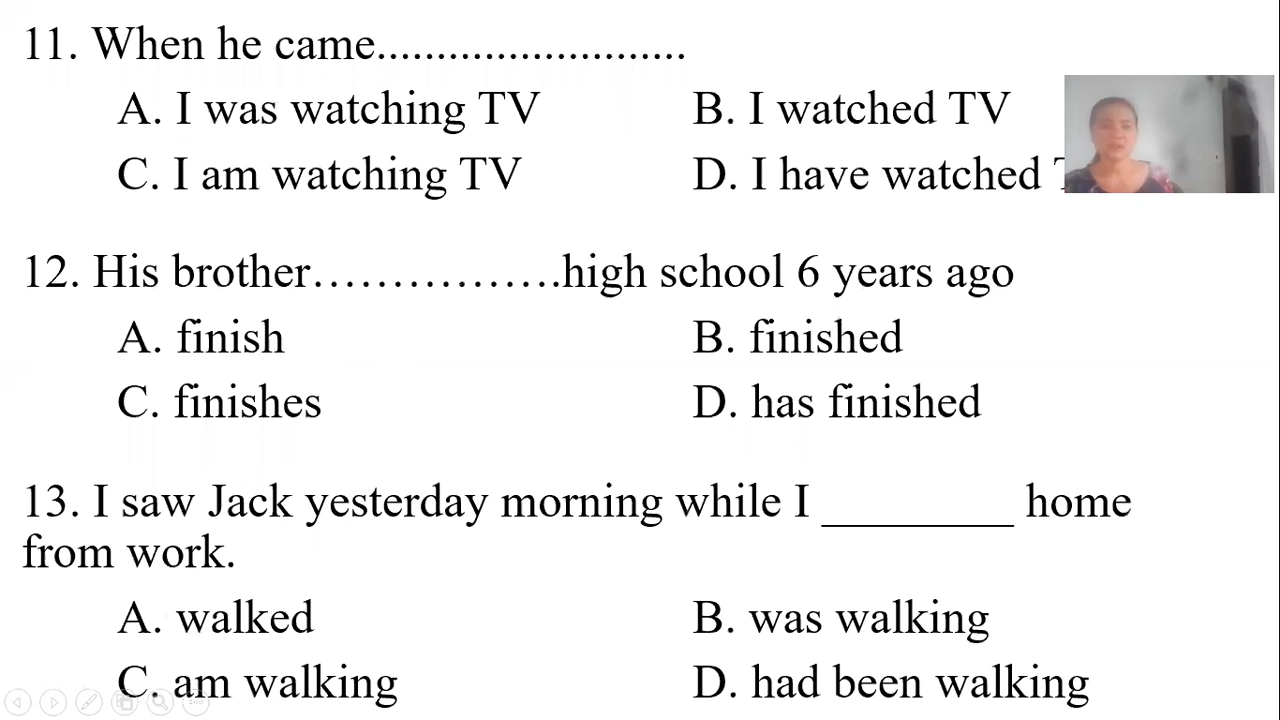 11. When he came..........................
A. I was watching TV B. I watched TV
C. I am watching TV D. I have watched
12. His brother…………….high school 6 years ago
A. finish B. finished
C. finishes D. has finished
13. I saw Jack yesterday morning while I ________ home
from work.
A. walked B. was walking
C. am walking D. had been walking